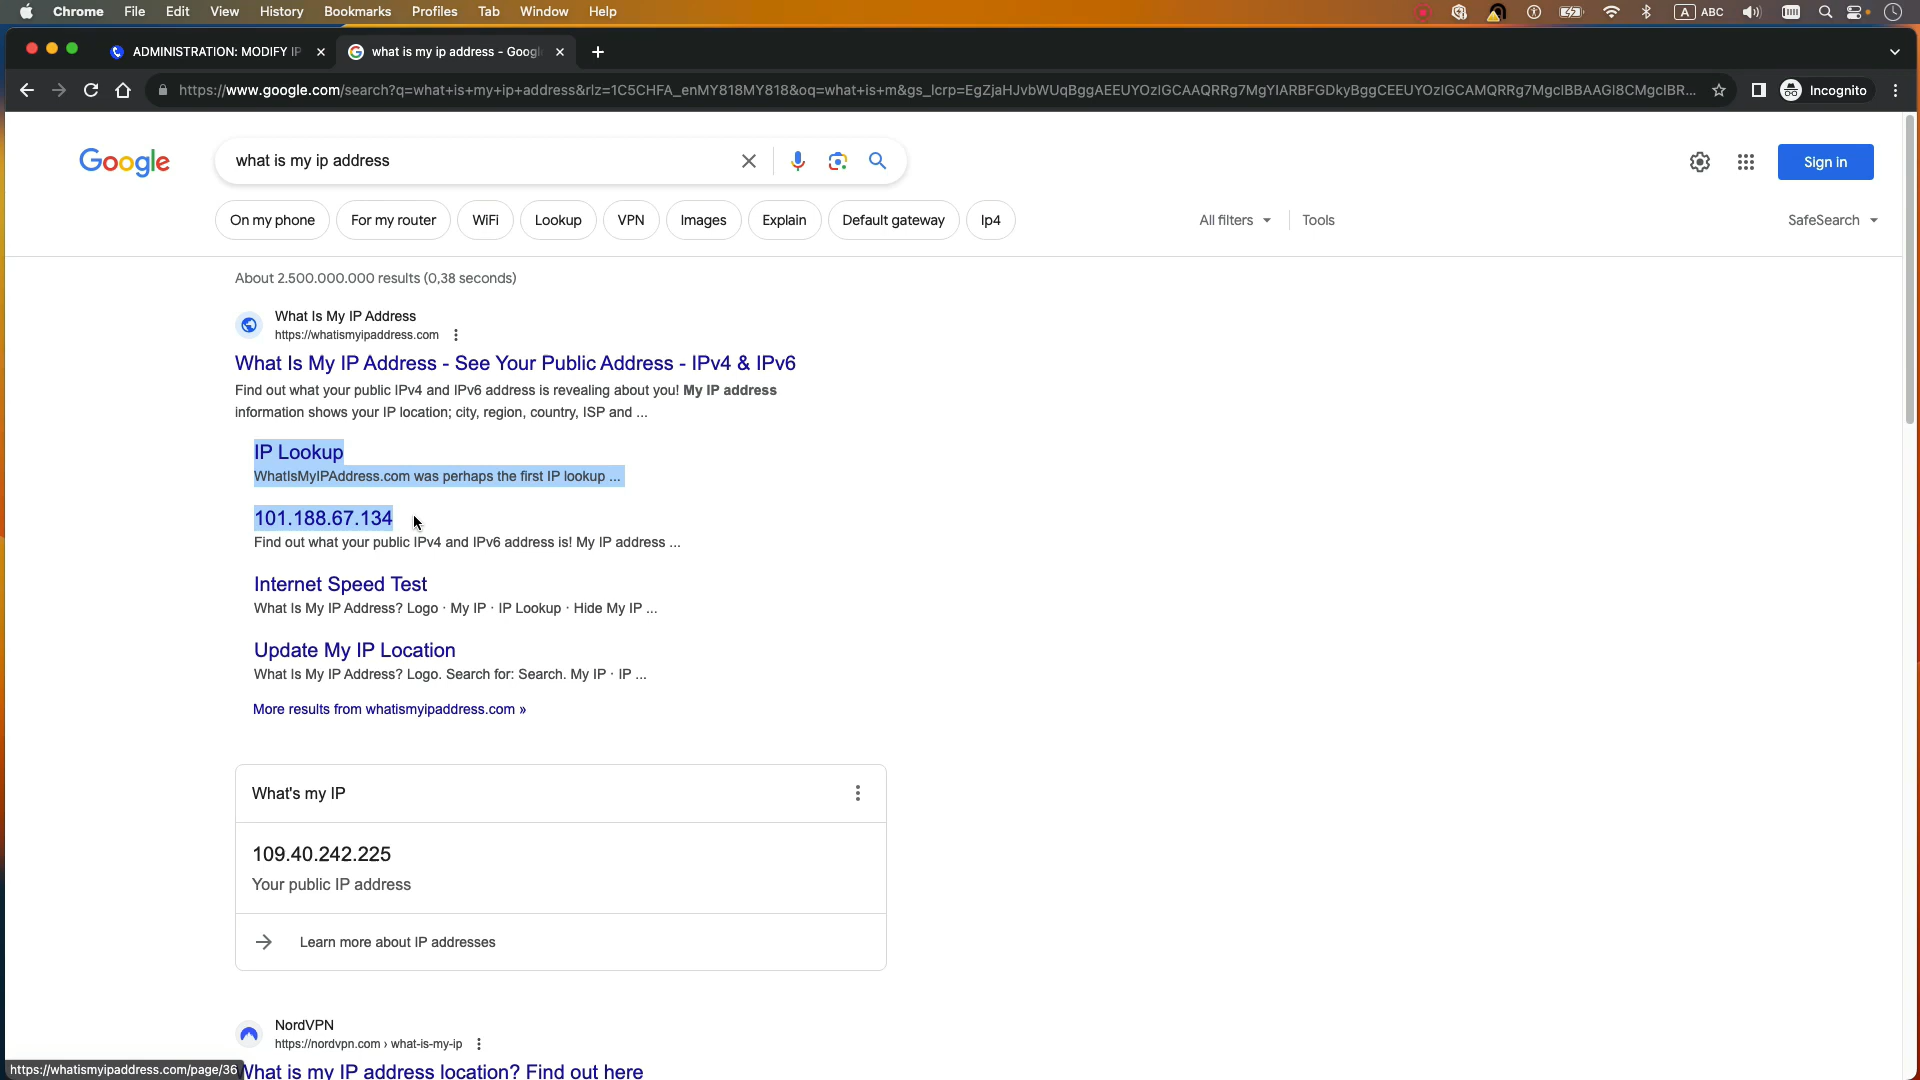 Chrome File Edit View History Bookmarks Profiles Tab Window Help A ABC
ADMINISTRATION: MODIFY IP what is my ip address - Googl
https://www.google.com/search?q=what+is+my+ip+address&rlz=1C5CHFA_enMY818MY818&oq=what+is+m&gs_lcrp=EgZjaHJvbWUqBggAEEUYOzIGCAAQRRg7MgYIARBFGDkyBggCEEUYOzIGCAMQRRg7MgcIBBAAGI8CMgcIBR... Incognito
Google what is my ip address Sign in
On my phone For my router WiFi Lookup VPN Images Explain Default gateway Ip4 All filters Tools SafeSearch
About 2.500.000.000 results (0,38 seconds)
What Is My IP Address
https://whatismyipaddress.com
What Is My IP Address - See Your Public Address - IPv4 & IPv6
Find out what your public IPv4 and IPv6 address is revealing about you! My IP address
information shows your IP location; city, region, country, ISP and ...
IP Lookup
WhatIsMyIPAddress.com was perhaps the first IP lookup ...
101.188.67.134
Find out what your public IPv4 and IPv6 address is! My IP address ...
Internet Speed Test
What Is My IP Address? Logo · My IP · IP Lookup · Hide My IP ...
Update My IP Location
What Is My IP Address? Logo. Search for: Search. My IP · IP ...
More results from whatismyipaddress.com »
What's my IP
109.40.242.225
Your public IP address
Learn more about IP addresses
NordVPN
https://nordvpn.com › what-is-my-ip
What is my IP address location? Find out here
https://whatismyipaddress.com/page/36